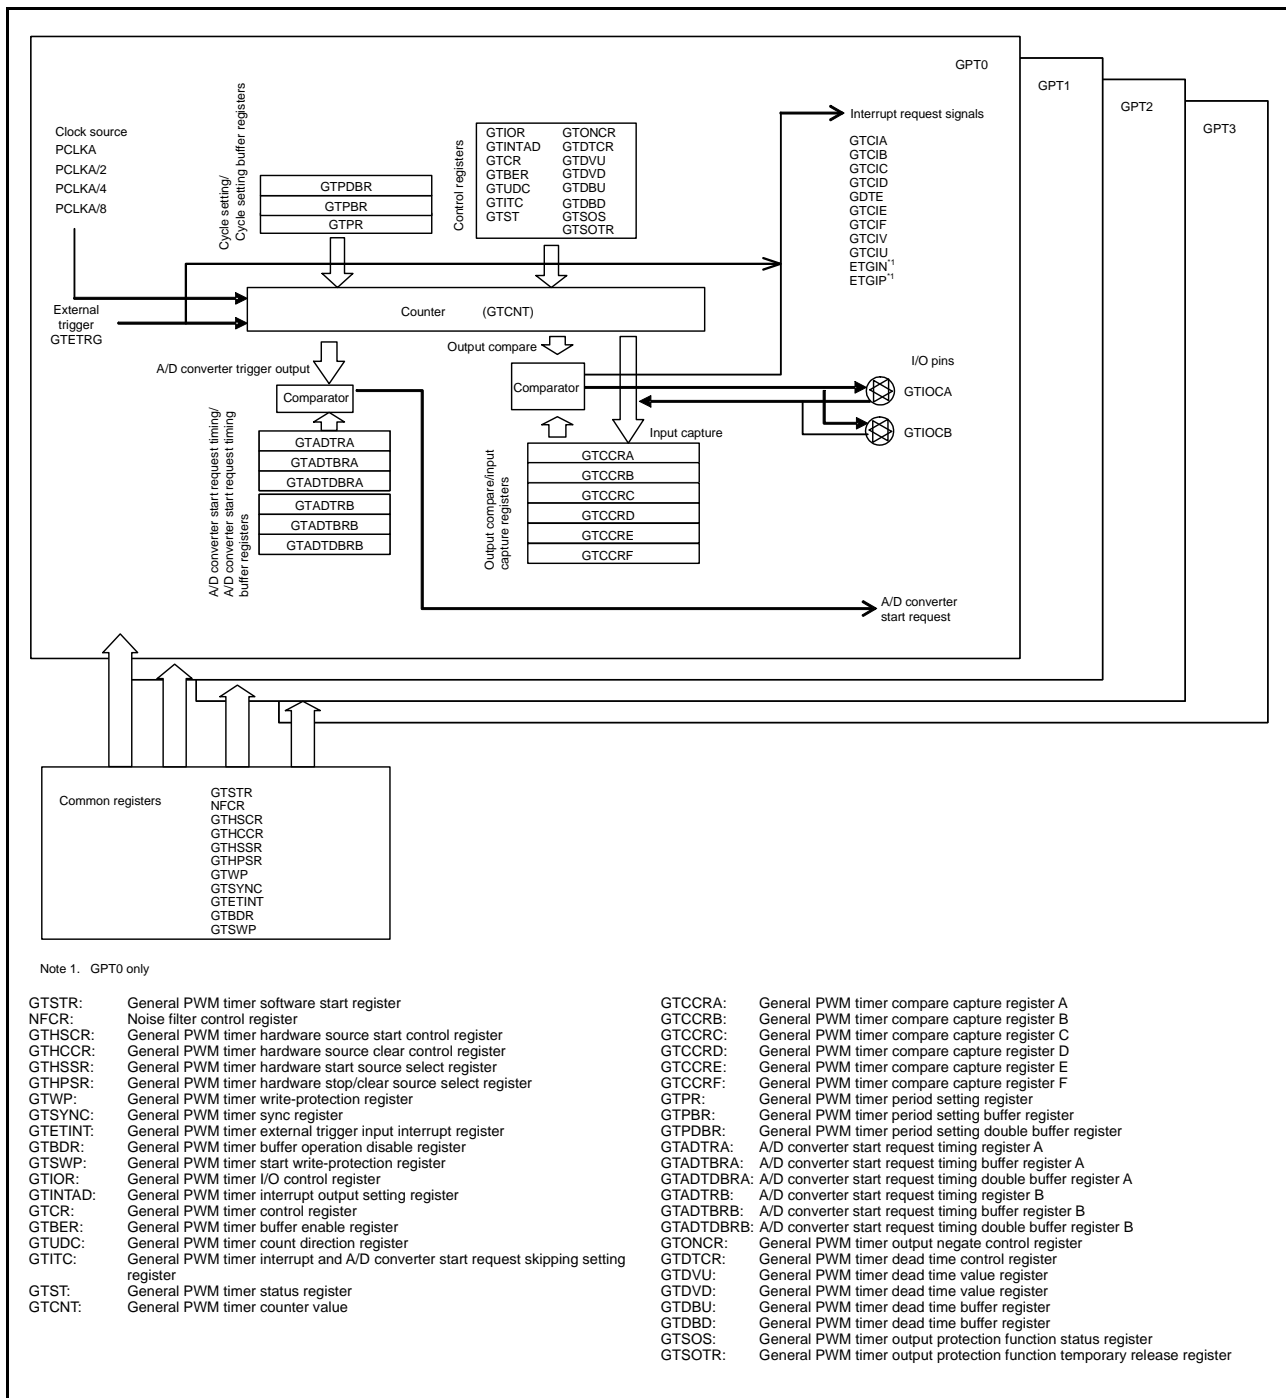 GPT0
GPT1
GPT2
GPT3
Clock source
PCLKA
PCLKA/2
PCLKA/4
PCLKA/8
External
trigger
GTETRG
Cycle setting/
Cycle setting buffer registers
GTPDBR
GTPBR
GTPR
Control registers
GTIOR GTONCR
GTINTAD GTDTCR
GTCR GTDVU
GTBER GTDVD
GTUDC GTDBU
GTITC GTDBD
GTST GTSOS
GTSOTR
Interrupt request signals
GTCIA
GTCIB
GTCIC
GTCID
GDTE
GTCIE
GTCIF
GTCIV
GTCIU
ETGIN*1
ETGIP*1
Counter (GTCNT)
A/D converter trigger output
Output compare
Comparator
Comparator
I/O pins
GTIOCA
GTIOCB
Input capture
A/D converter start request timing/
A/D converter start request timing
buffer registers
GTADTRA
GTADTBRA
GTADTDBRA
GTADTRB
GTADTBRB
GTADTDBRB
Output compare/input
capture registers
GTCCRA
GTCCRB
GTCCRC
GTCCRD
GTCCRE
GTCCRF
A/D converter
start request
Common registers
GTSTR
NFCR
GTHSCR
GTHCCR
GTHSSR
GTHPSR
GTWP
GTSYNC
GTETINT
GTBDR
GTSWP
Note 1. GPT0 only
GTSTR: General PWM timer software start register
NFCR: Noise filter control register
GTHSCR: General PWM timer hardware source start control register
GTHCCR: General PWM timer hardware source clear control register
GTHSSR: General PWM timer hardware start source select register
GTHPSR: General PWM timer hardware stop/clear source select register
GTWP: General PWM timer write-protection register
GTSYNC: General PWM timer sync register
GTETINT: General PWM timer external trigger input interrupt register
GTBDR: General PWM timer buffer operation disable register
GTSWP: General PWM timer start write-protection register
GTIOR: General PWM timer I/O control register
GTINTAD: General PWM timer interrupt output setting register
GTCR: General PWM timer control register
GTBER: General PWM timer buffer enable register
GTUDC: General PWM timer count direction register
GTITC: General PWM timer interrupt and A/D converter start request skipping setting
register
GTST: General PWM timer status register
GTCNT: General PWM timer counter value
GTCCRA: General PWM timer compare capture register A
GTCCRB: General PWM timer compare capture register B
GTCCRC: General PWM timer compare capture register C
GTCCRD: General PWM timer compare capture register D
GTCCRE: General PWM timer compare capture register E
GTCCRF: General PWM timer compare capture register F
GTPR: General PWM timer period setting register
GTPBR: General PWM timer period setting buffer register
GTPDBR: General PWM timer period setting double buffer register
GTADTRA: A/D converter start request timing register A
GTADTBRA: A/D converter start request timing buffer register A
GTADTDBRA: A/D converter start request timing double buffer register A
GTADTRB: A/D converter start request timing register B
GTADTBRB: A/D converter start request timing buffer register B
GTADTDBRB: A/D converter start request timing double buffer register B
GTONCR: General PWM timer output negate control register
GTDTCR: General PWM timer dead time control register
GTDVU: General PWM timer dead time value register
GTDVD: General PWM timer dead time value register
GTDBU: General PWM timer dead time buffer register
GTDBD: General PWM timer dead time buffer register
GTSOS: General PWM timer output protection function status register
GTSOTR: General PWM timer output protection function temporary release register